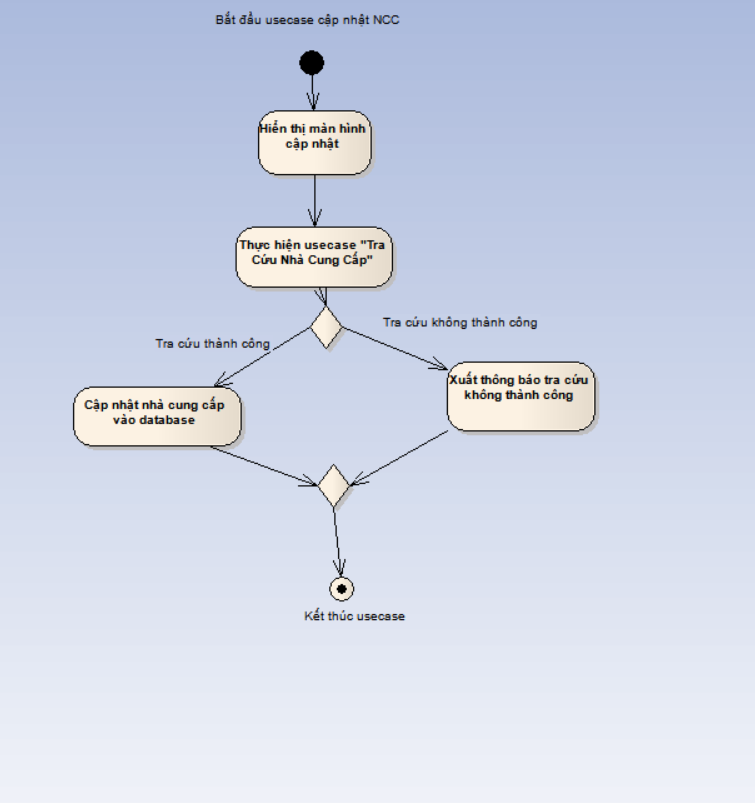 Bắt đầu usecase cập nhật NCC
Hiển thị màn hình
cập nhật
Thực hiện usecase "Tra
Cứu Nhà Cung Cấp"
Tra cứu không thành công
Tra cứu thành công
Xuất thông báo tra cứu
không thành công
Cập nhật nhà cung cấp
vào database
Kết thúc usecase